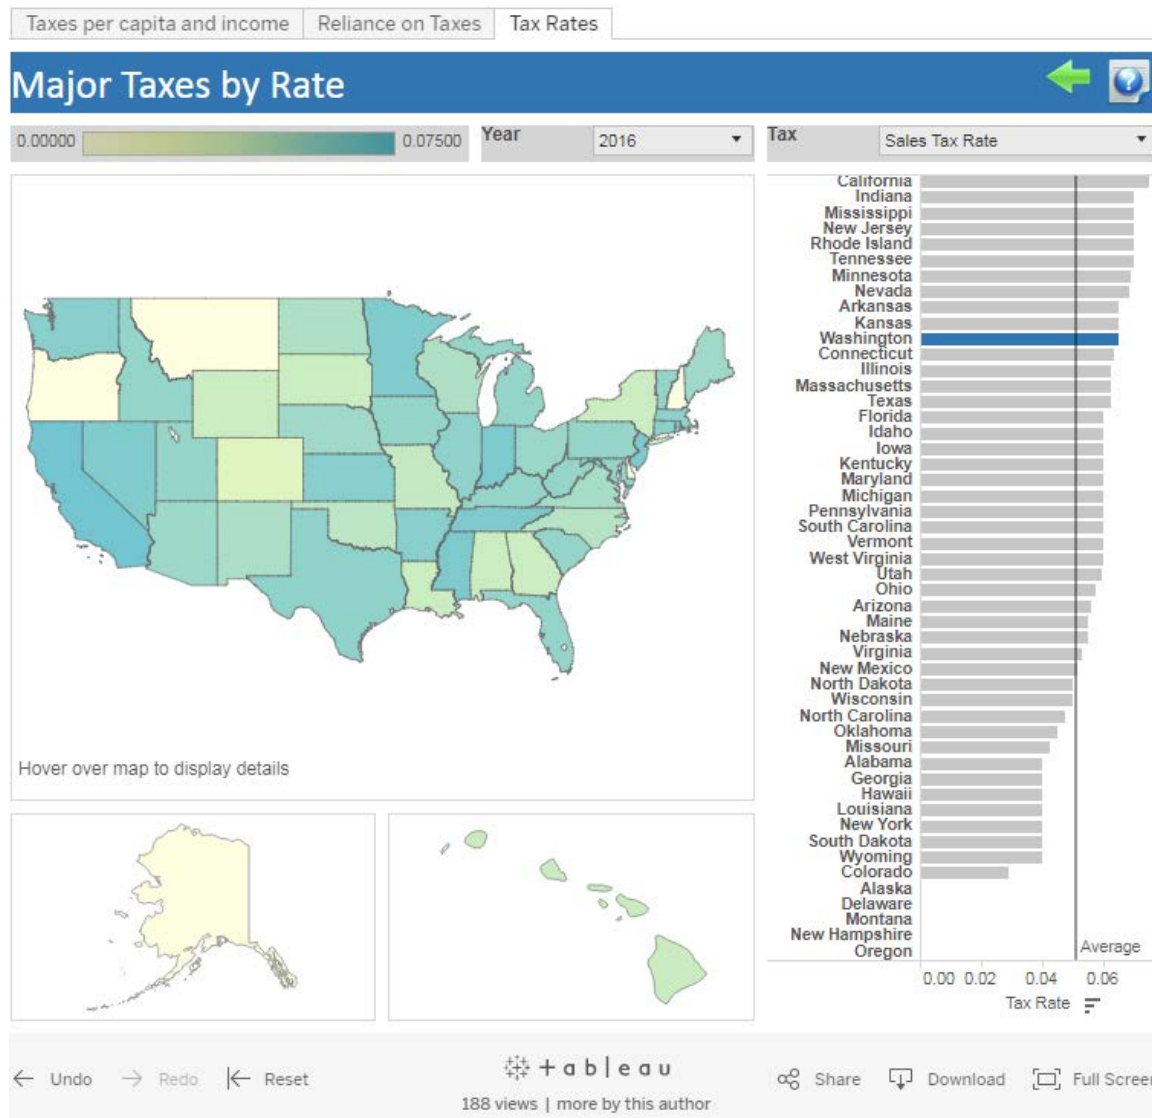 Taxes per capita and income Reliance on Taxes Tax Rates
Major Taxes by Rate
0.00000 0.07500 Year 2016 Tax Sales Tax Rate
California
Indiana
Mississippi
New Jersey
Rhode Island
Tennessee
Minnesota
Nevada
Arkansas
Kansas
Washington
Connecticut
Illinois
Massachusetts
Texas
Florida
Idaho
Iowa
Kentucky
Maryland
Michigan
Pennsylvania
South Carolina
Vermont
West Virginia
Utah
Ohio
Arizona
Maine
Nebraska
Virginia
New Mexico
North Dakota
Wisconsin
North Carolina
Oklahoma
Missouri
Alabama
Georgia
Hawaii
Louisiana
New York
South Dakota
Wyoming
Colorado
Alaska
Delaware
Montana
New Hampshire
Oregon
Average
0.00 0.02 0.04 0.06
Tax Rate
Hover over map to display details
Undo Redo Reset
+ableau
188 views | more by this author
Share Download Full Screen